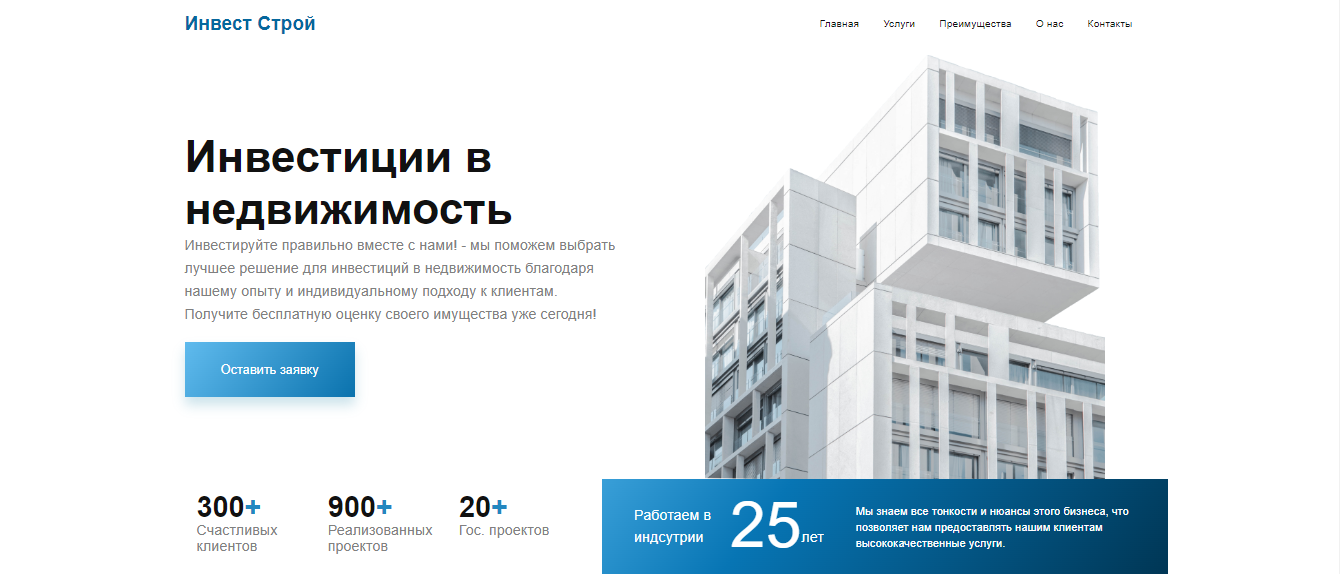 Инвест Строй
Главная Услуги Преимущества О нас Контакты
Инвестиции в
недвижимость
Инвестируйте правильно вместе с нами! - мы поможем выбрать
лучшее решение для инвестиций в недвижимость благодаря
нашему опыту и индивидуальному подходу к клиентам.
Получите бесплатную оценку своего имущества уже сегодня!
Оставить заявку
300+
Счастливых
клиентов
900+
Реализованных
проектов
20+
Гос. проектов
Работаем в
индсутрии
25 лет
Мы знаем все тонкости и нюансы этого бизнеса, что
позволяет нам предоставлять нашим клиентам
высококачественные услуги.